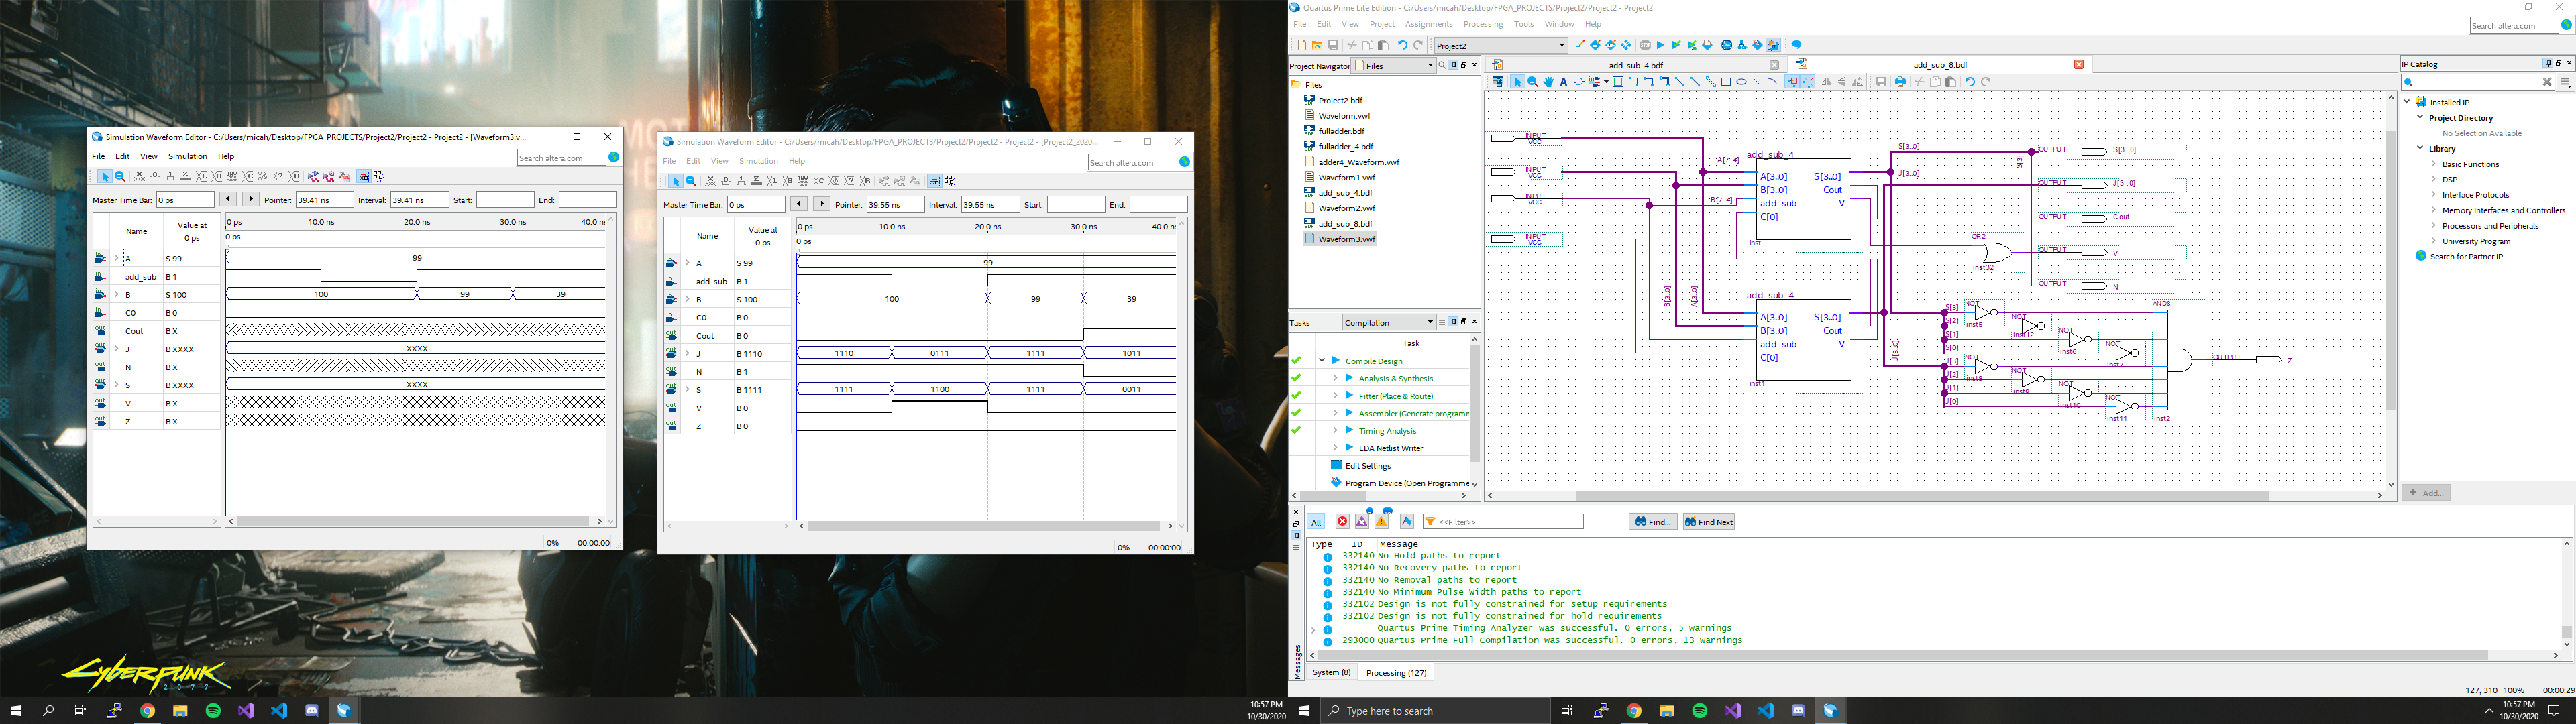 Simulation Waveform Editor - C:/Users/micah/Desktop/FPGA_PROJECTS/Project2/Project2 - Project2 - [Waveform3.v...
File Edit View Simulation Help
Search altera.com
Master Time Bar: 0 ps Pointer: 39.41 ns Interval: 39.41 ns Start: End:
Name Value at 0 ps
0 ps 10.0 ns 20.0 ns 30.0 ns 40.0 ns
0 ps
A S 99 99
add_sub B 1
B S 100 100 99 39
C0 B 0
Cout B X
J B XXXX XXXX
N B X
S B XXXX XXXX
V B X
Z B X
0% 00:00:00
Simulation Waveform Editor - C:/Users/micah/Desktop/FPGA_PROJECTS/Project2/Project2 - Project2 - [Project2_2020...
File Edit View Simulation Help
Search altera.com
Master Time Bar: 0 ps Pointer: 39.55 ns Interval: 39.55 ns Start: End:
Name Value at 0 ps
0 ps 10.0 ns 20.0 ns 30.0 ns 40.0 ns
0 ps
A S 99 99
add_sub B 1
B S 100 100 99 39
C0 B 0
Cout B 0
J B 1110 1110 0111 1111 1011
N B 1
S B 1111 1111 1100 1111 0011
V B 0
Z B 0
0% 00:00:00
CYBERPUNK
2077
10:57 PM
10/30/2020
Quartus Prime Lite Edition - C:/Users/micah/Desktop/FPGA_PROJECTS/Project2/Project2 - Project2
File Edit View Project Assignments Processing Tools Window Help
Search altera.com
Project2
Project Navigator Files
Files
Project2.bdf
Waveform.vwf
fulladder.bdf
fulladder_4.bdf
adder4_Waveform.vwf
Waveform1.vwf
add_sub_4.bdf
Waveform2.vwf
add_sub_8.bdf
Waveform3.vwf
Tasks Compilation
Task
Compile Design
Analysis & Synthesis
Fitter (Place & Route)
Assembler (Generate programm
Timing Analysis
EDA Netlist Writer
Edit Settings
Program Device (Open Programme
add_sub_4.bdf
add_sub_8.bdf
INPUT
VCC
INPUT
VCC
INPUT
VCC
INPUT
VCC
A[7..4]
B[7..4]
B[3..0]
A[3..0]
add_sub_4
A[3..0] S[3..0]
B[3..0] Cout
add_sub V
C[0]
inst
add_sub_4
A[3..0] S[3..0]
B[3..0] Cout
add_sub V
C[0]
inst1
S[3..0]
J[3..0]
S[3]
J[3..0]
OUTPUT S[3..0]
OUTPUT J[3..0]
OUTPUT Cout
OR2
inst32
OUTPUT V
OUTPUT N
AND8
S[3] NOT inst5
S[2] NOT inst12
S[1] NOT inst6
S[0] NOT inst7
J[3] NOT inst8
J[2] NOT inst9
J[1] NOT inst10
J[0] NOT inst11
inst2
OUTPUT Z
IP Catalog
Installed IP
Project Directory
No Selection Available
Library
Basic Functions
DSP
Interface Protocols
Memory Interfaces and Controllers
Processors and Peripherals
University Program
Search for Partner IP
+ Add...
All <<Filter>> Find... Find Next
Type ID Message
332140 No Hold paths to report
332140 No Recovery paths to report
332140 No Removal paths to report
332140 No Minimum Pulse Width paths to report
332102 Design is not fully constrained for setup requirements
332102 Design is not fully constrained for hold requirements
Quartus Prime Timing Analyzer was successful. 0 errors, 5 warnings
293000 Quartus Prime Full Compilation was successful. 0 errors, 13 warnings
Messages
System (8) Processing (127)
127, 310 100% 00:00:29
Type here to search
10:57 PM
10/30/2020